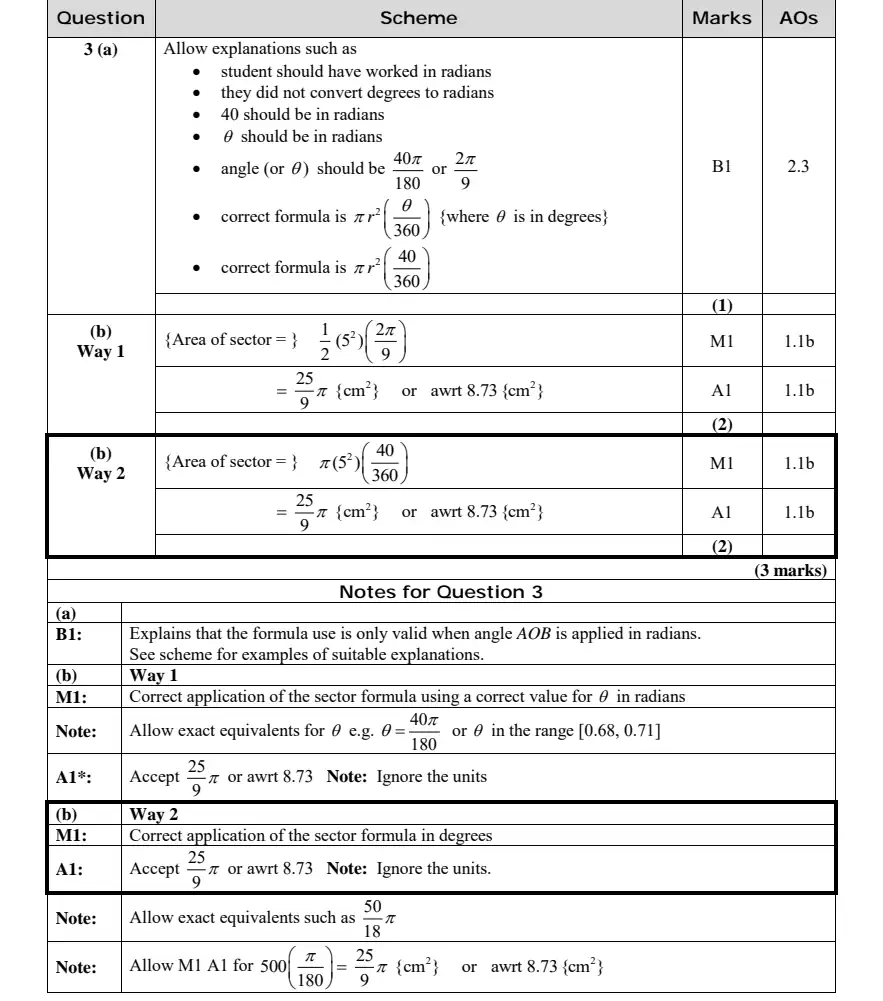 Question Scheme Marks AOs
3 (a) Allow explanations such as
• student should have worked in radians
• they did not convert degrees to radians
• 40 should be in radians
• θ should be in radians
• angle (or θ) should be 40π/180 or 2π/9
B1 2.3
• correct formula is πr²(θ/360) {where θ is in degrees}
• correct formula is πr²(40/360)
(1)
(b) Way 1 {Area of sector = } 1/2 (5²)(2π/9) M1 1.1b
= 25/9 π {cm²} or awrt 8.73 {cm²} A1 1.1b
(2)
(b) Way 2 {Area of sector = } π(5²)(40/360) M1 1.1b
= 25/9 π {cm²} or awrt 8.73 {cm²} A1 1.1b
(2)
(3 marks)
Notes for Question 3
(a)
B1: Explains that the formula use is only valid when angle AOB is applied in radians.
See scheme for examples of suitable explanations.
(b) Way 1
M1: Correct application of the sector formula using a correct value for θ in radians
Note: Allow exact equivalents for θ e.g. θ = 40π/180 or θ in the range [0.68, 0.71]
A1*: Accept 25/9 π or awrt 8.73 Note: Ignore the units
(b) Way 2
M1: Correct application of the sector formula in degrees
A1: Accept 25/9 π or awrt 8.73 Note: Ignore the units.
Note: Allow exact equivalents such as 50/18 π
Note: Allow M1 A1 for 500(π/180) = 25/9 π {cm²} or awrt 8.73 {cm²}